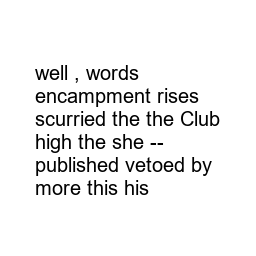 well , words
encampment rises
scurried the the Club
high the she --
published vetoed by
more this his